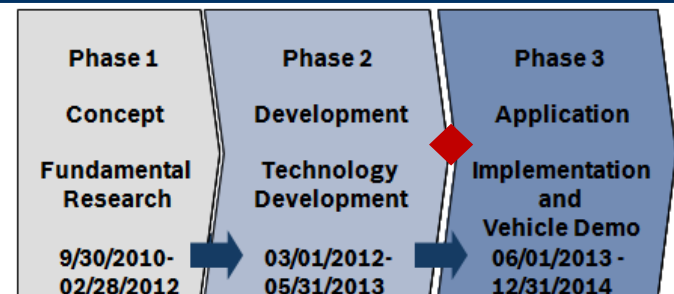 Phase 1
Concept
Fundamental
Research
9/30/2010-
02/28/2012
Phase 2
Development
Technology
Development
03/01/2012-
05/31/2013
Phase 3
Application
Implementation
and
Vehicle Demo
06/01/2013 -
12/31/2014